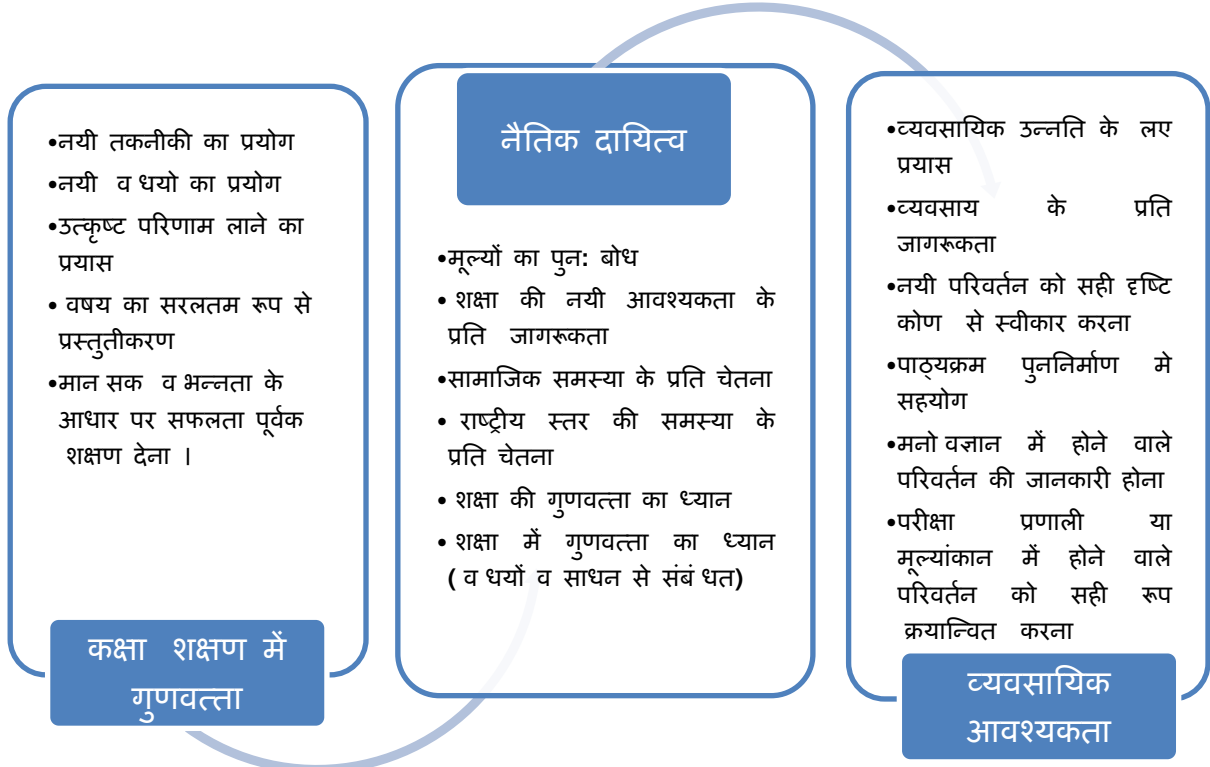 •नयी तकनीकी का प्रयोग
•नयी व धयो का प्रयोग
•उत्कृष्ट परिणाम लाने का
प्रयास
• वषय का सरलतम रूप से
प्रस्तुतीकरण
•मान सक व भन्नता के
आधार पर सफलता पूर्वक
शक्षण देना ।
कक्षा शक्षण में
गुणवत्ता
नैतिक दायित्व
•मूल्यों का पुन: बोध
• शक्षा की नयी आवश्यकता के
प्रति जागरूकता
•सामाजिक समस्या के प्रति चेतना
• राष्ट्रीय स्तर की समस्या के
प्रति चेतना
• शक्षा की गुणवत्ता का ध्यान
• शक्षा में गुणवत्ता का ध्यान
( व धयों व साधन से संबं धत)
•व्यवसायिक उन्नति के लए
प्रयास
•व्यवसाय के प्रति
जागरूकता
•नयी परिवर्तन को सही दृष्टि
कोण से स्वीकार करना
•पाठ्यक्रम पुननिर्माण मे
सहयोग
•मनो वज्ञान में होने वाले
परिवर्तन की जानकारी होना
•परीक्षा प्रणाली या
मूल्यांकान में होने वाले
परिवर्तन को सही रूप
क्रयान्वित करना
व्यवसायिक
आवश्यकता